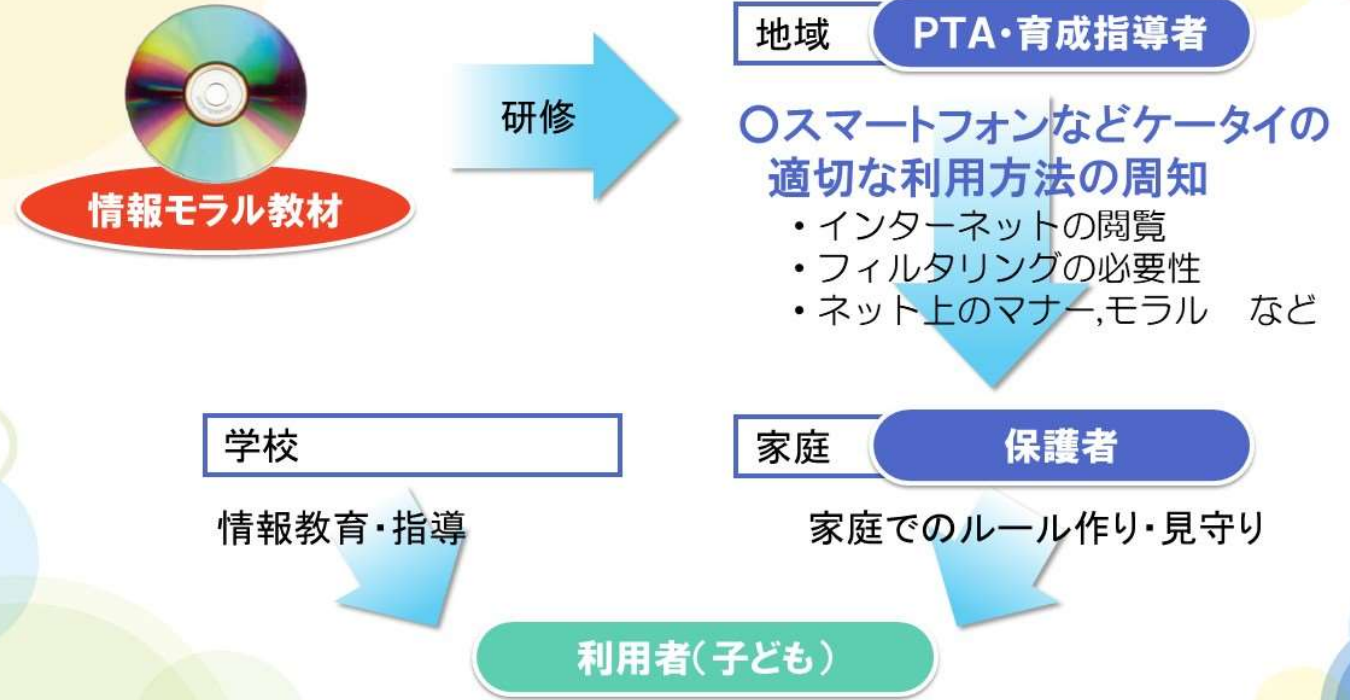 地域
PTA・育成指導者
研修
情報モラル教材
〇スマートフォンなどケータイの
適切な利用方法の周知
・インターネットの閲覧
・フィルタリングの必要性
・ネット上のマナー,モラル　など
学校
家庭
保護者
情報教育・指導
家庭でのルール作り・見守り
利用者(子ども)